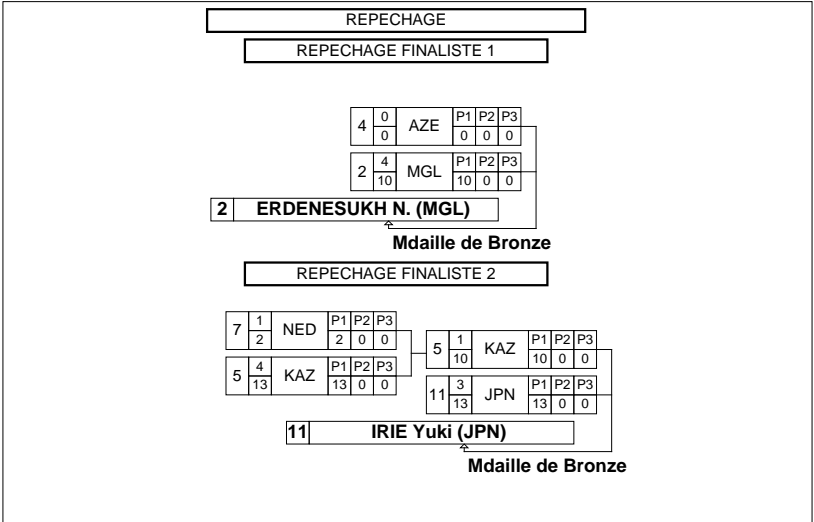 REPECHAGE
REPECHAGE FINALISTE 1
4 0 0 AZE P1 P2 P3 0 0 0
2 4 10 MGL P1 P2 P3 10 0 0
2 ERDENESUKH N. (MGL)
Mdaille de Bronze
REPECHAGE FINALISTE 2
7 1 2 NED P1 P2 P3 2 0 0
5 4 13 KAZ P1 P2 P3 13 0 0
5 1 10 KAZ P1 P2 P3 10 0 0
11 3 13 JPN P1 P2 P3 13 0 0
11 IRIE Yuki (JPN)
Mdaille de Bronze